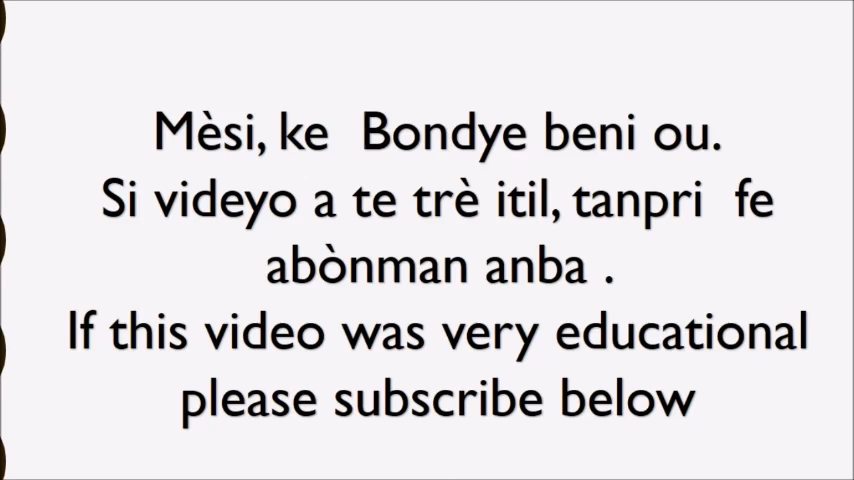 Mèsi, ke Bondye beni ou.
Si videyo a te trè itil, tanpri fe
abònman anba .
If this video was very educational
please subscribe below